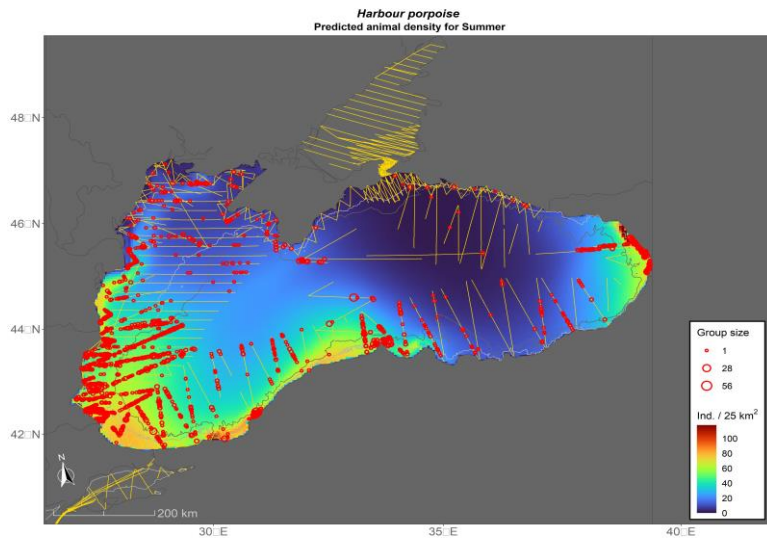 Harbour porpoise
Predicted animal density for Summer
48□N
46□N
44□N
42□N
30□E
35□E
40□E
N
200 km
Group size
1
28
56
Ind. / 25 km²
100
80
60
40
20
0